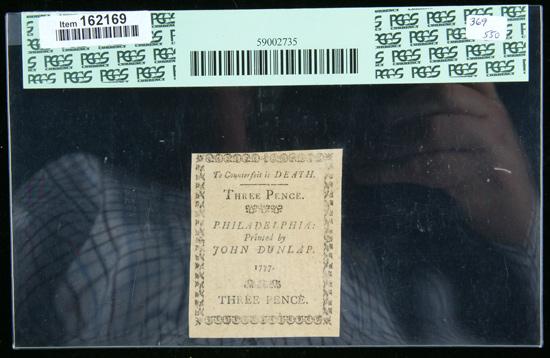 Item 162169
59002735
369
550
PCGS
CURRENCY
To Counterfeit is DEATH.
THREE PENCE.
PHILADELPHIA:
Printed by
JOHN DUNLAP.
1777.
THREE PENCE.